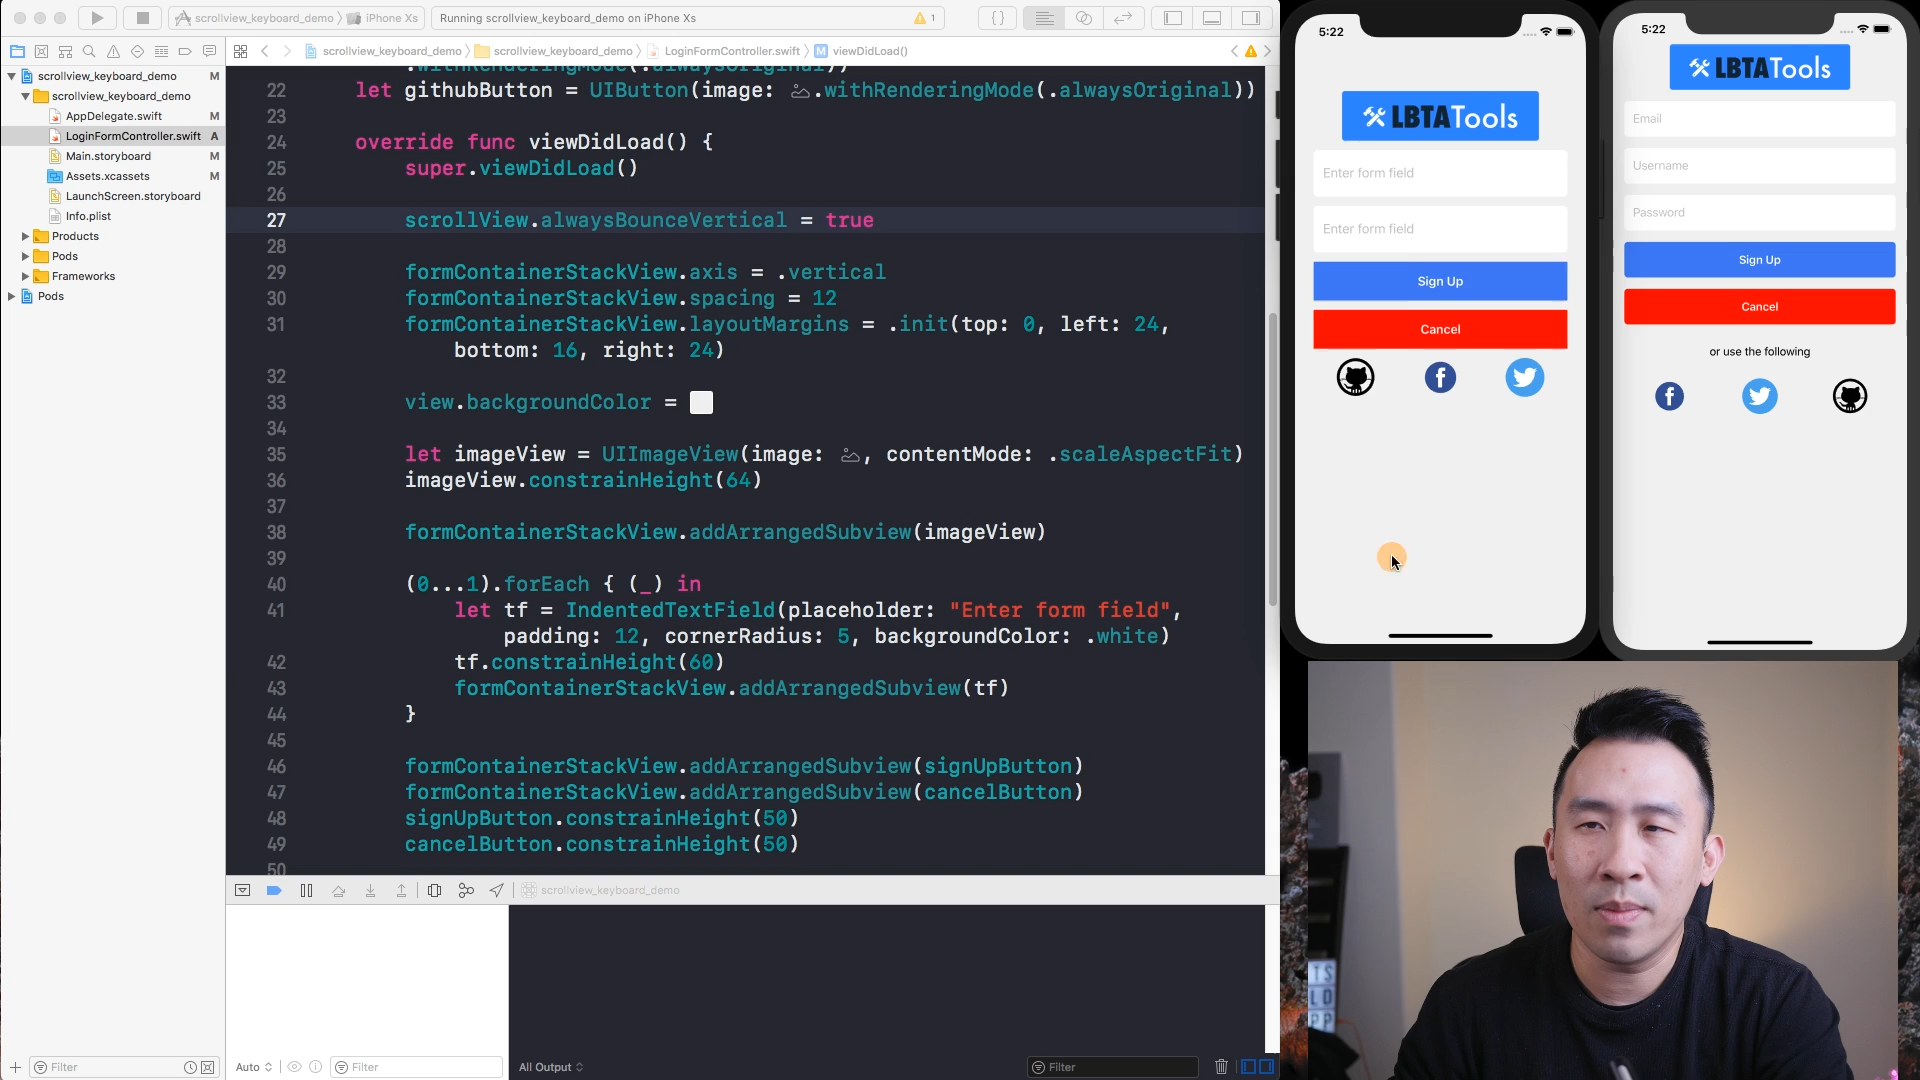 scrollview_keyboard_demo
iPhone Xs
Running scrollview_keyboard_demo on iPhone Xs
1
{}
scrollview_keyboard_demo
scrollview_keyboard_demo
LoginFormController.swift
M
viewDidLoad()
scrollview_keyboard_demo
M
scrollview_keyboard_demo
AppDelegate.swift
M
LoginFormController.swift
A
Main.storyboard
M
Assets.xcassets
M
LaunchScreen.storyboard
Info.plist
Products
Pods
Frameworks
Pods
.withRenderingMode(.alwaysOriginal))
22 let githubButton = UIButton(image: .withRenderingMode(.alwaysOriginal))
23
24 override func viewDidLoad() {
25 super.viewDidLoad()
26
27 scrollView.alwaysBounceVertical = true
28
29 formContainerStackView.axis = .vertical
30 formContainerStackView.spacing = 12
31 formContainerStackView.layoutMargins = .init(top: 0, left: 24,
bottom: 16, right: 24)
32
33 view.backgroundColor =
34
35 let imageView = UIImageView(image: , contentMode: .scaleAspectFit)
36 imageView.constrainHeight(64)
37
38 formContainerStackView.addArrangedSubview(imageView)
39
40 (0...1).forEach { (_) in
41 let tf = IndentedTextField(placeholder: "Enter form field",
padding: 12, cornerRadius: 5, backgroundColor: .white)
42 tf.constrainHeight(60)
43 formContainerStackView.addArrangedSubview(tf)
44 }
45
46 formContainerStackView.addArrangedSubview(signUpButton)
47 formContainerStackView.addArrangedSubview(cancelButton)
48 signUpButton.constrainHeight(50)
49 cancelButton.constrainHeight(50)
50
scrollview_keyboard_demo
Filter
Auto
Filter
All Output
Filter
5:22
LBTATools
Enter form field
Enter form field
Sign Up
Cancel
5:22
LBTATools
Email
Username
Password
Sign Up
Cancel
or use the following